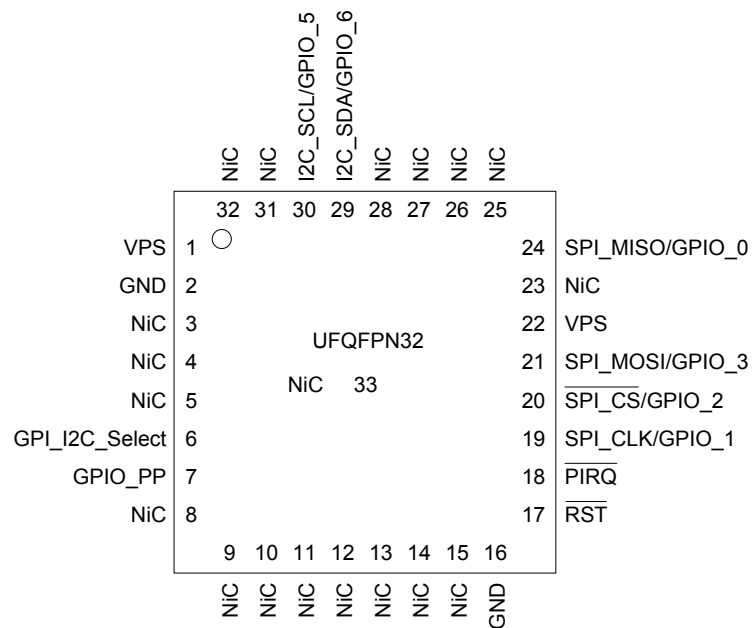 I2C_SCL/GPIO_5
I2C_SDA/GPIO_6
NiC NiC NiC NiC NiC NiC
32 31 30 29 28 27 26 25
VPS 1
24 SPI_MISO/GPIO_0
GND 2
23 NiC
NiC 3
22 VPS
UFQFPN32
NiC 4
21 SPI_MOSI/GPIO_3
NiC 33
NiC 5
20 SPI_CS/GPIO_2
GPI_I2C_Select 6
19 SPI_CLK/GPIO_1
GPIO_PP 7
18 PIRQ
NiC 8
17 RST
9 10 11 12 13 14 15 16
NiC NiC NiC NiC NiC NiC NiC GND